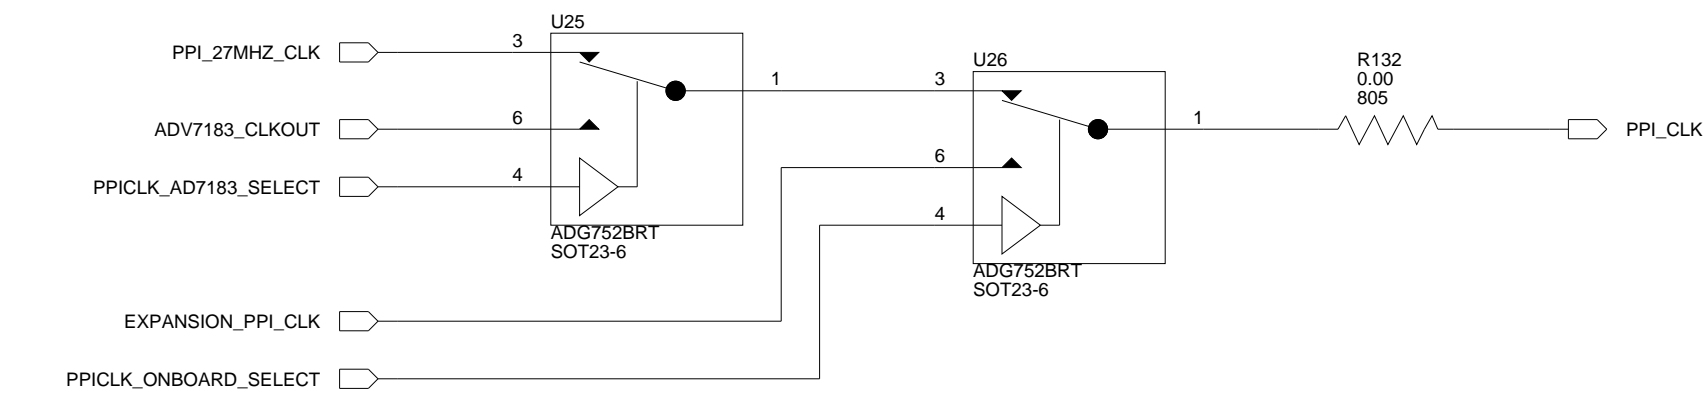 U25
PPI_27MHZ_CLK
3
1
ADV7183_CLKOUT
6
PPICLK_AD7183_SELECT
4
ADG752BRT
SOT23-6
U26
3
6
4
1
ADG752BRT
SOT23-6
R132
0.00
805
PPI_CLK
EXPANSION_PPI_CLK
PPICLK_ONBOARD_SELECT